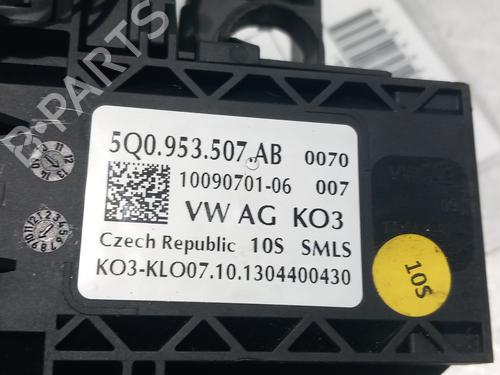 5Q0.953.507.AB 0070
10090701-06 007
VW AG KO3
Czech Republic 10S SMLS
KO3-KLO07.10.1304400430
10S
B-PARTS